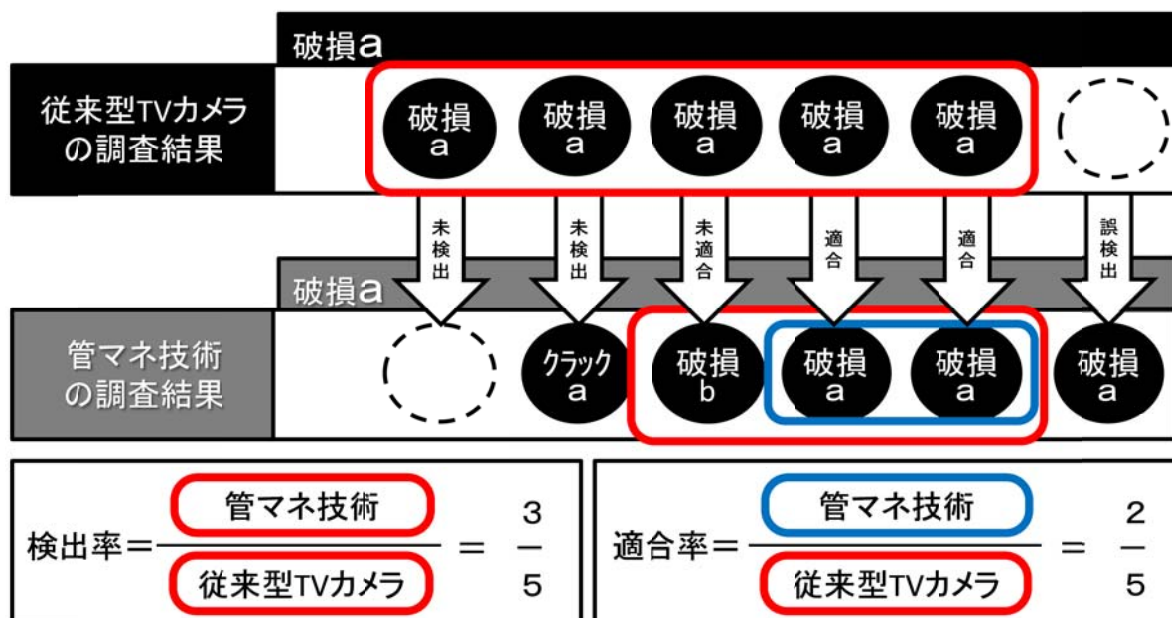 破損a
従来型TVカメラ
の調査結果
破損
a
破損
a
破損
a
破損
a
破損
a
未検出
未検出
未適合
適合
適合
誤検出
破損a
管マネ技術
の調査結果
クラック
a
破損
b
破損
a
破損
a
破損
a
検出率=
管マネ技術
従来型TVカメラ
=
3
5
適合率=
管マネ技術
従来型TVカメラ
=
2
5